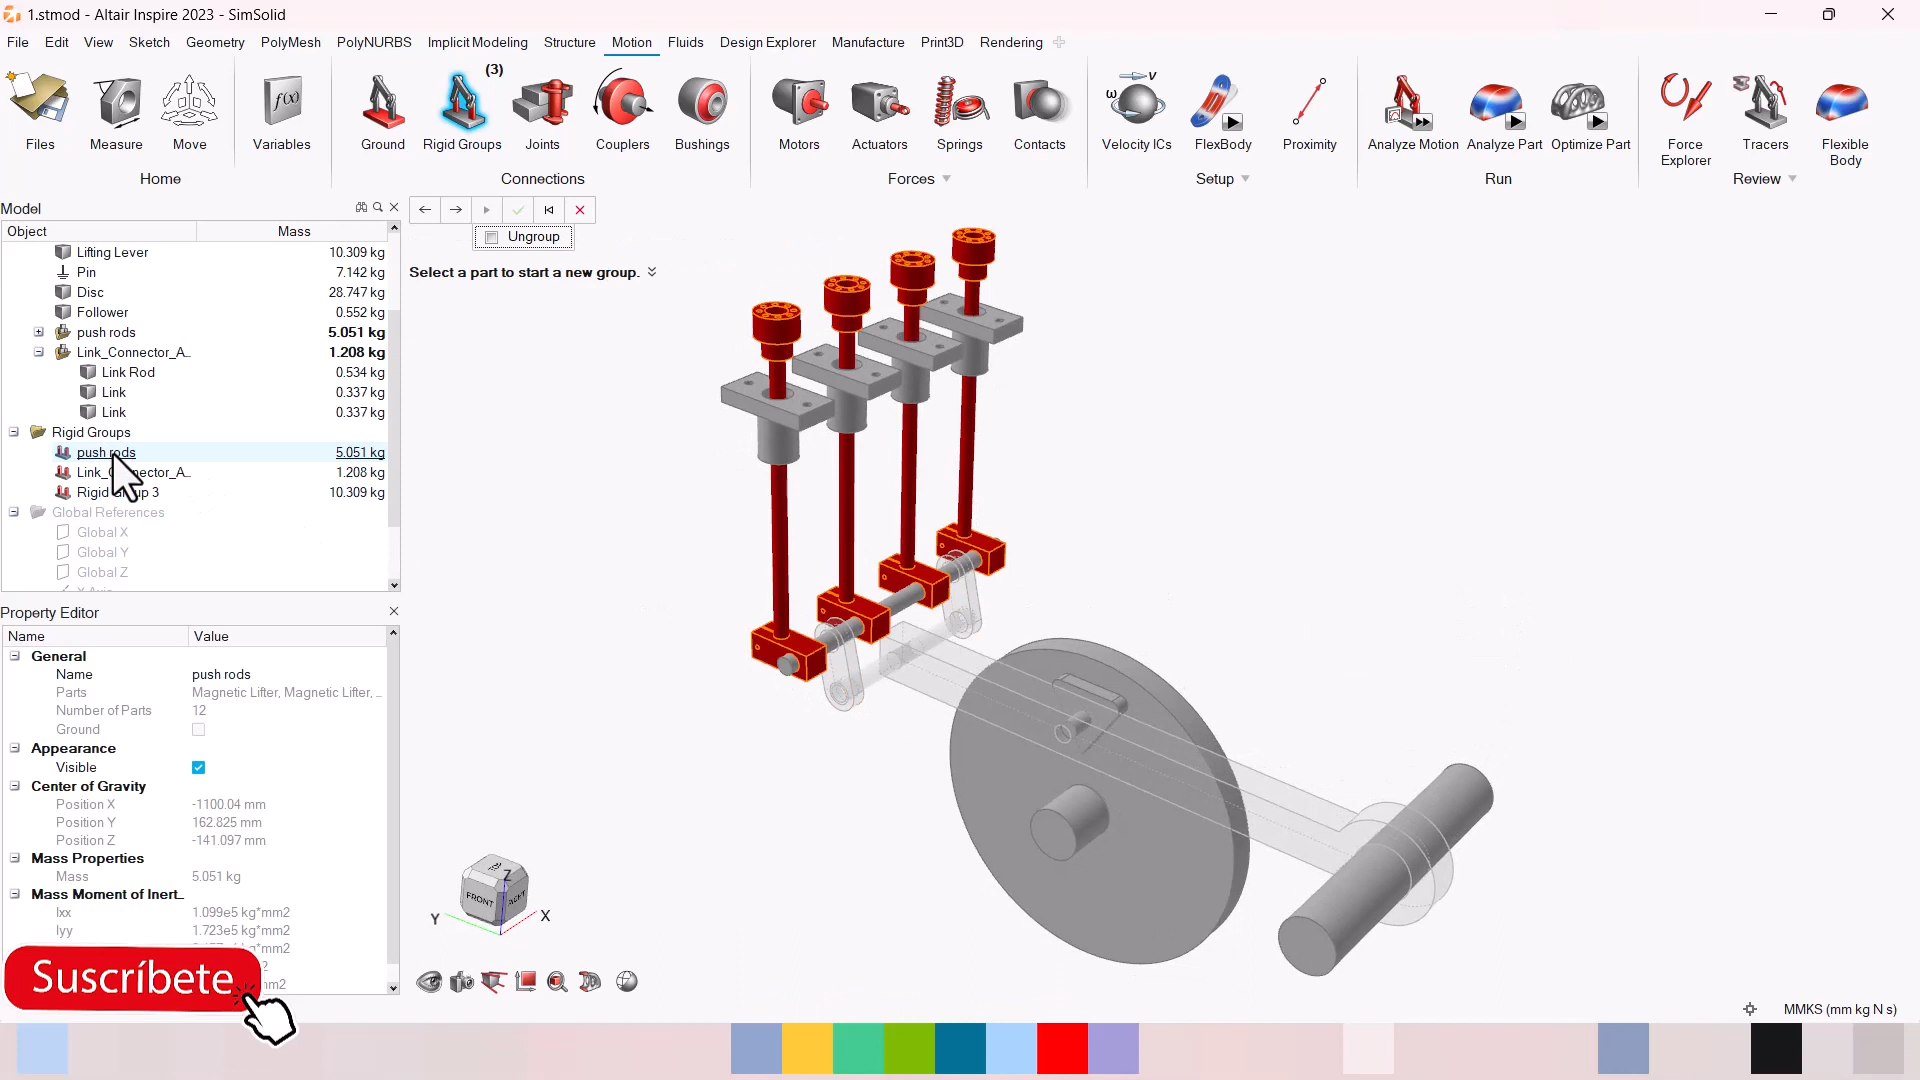 1.stmod - Altair Inspire 2023 - SimSolid
File Edit View Sketch Geometry PolyMesh PolyNURBS Implicit Modeling Structure Motion Fluids Design Explorer Manufacture Print3D Rendering
(3)
f(x)
v
ω
Files Measure Move Variables Ground Rigid Groups Joints Couplers Bushings Motors Actuators Springs Contacts Velocity ICs FlexBody Proximity Analyze Motion Analyze Part Optimize Part Force Explorer Tracers Flexible Body
Home Connections Forces Setup Run Review
Model
Object Mass
Ungroup
Select a part to start a new group.
Lifting Lever 10.309 kg
Pin 7.142 kg
Disc 28.747 kg
Follower 0.552 kg
push rods 5.051 kg
Link_Connector_A... 1.208 kg
Link Rod 0.534 kg
Link 0.337 kg
Link 0.337 kg
Rigid Groups
push rods 5.051 kg
1.208 kg
10.309 kg
Global References
Global X
Global Y
Global Z
X Axis
Property Editor
Name Value
General
Name push rods
Parts Magnetic Lifter, Magnetic Lifter, ...
Number of Parts 12
Ground
Appearance
Visible
Center of Gravity
Position X -1100.04 mm
Position Y 162.825 mm
Position Z -141.097 mm
Mass Properties
Mass 5.051 kg
Mass Moment of Inert...
Ixx 1.099e5 kg*mm2
Iyy 1.723e5 kg*mm2
Suscríbete
FRONT
Z
Y
X
MMKS (mm kg N s)